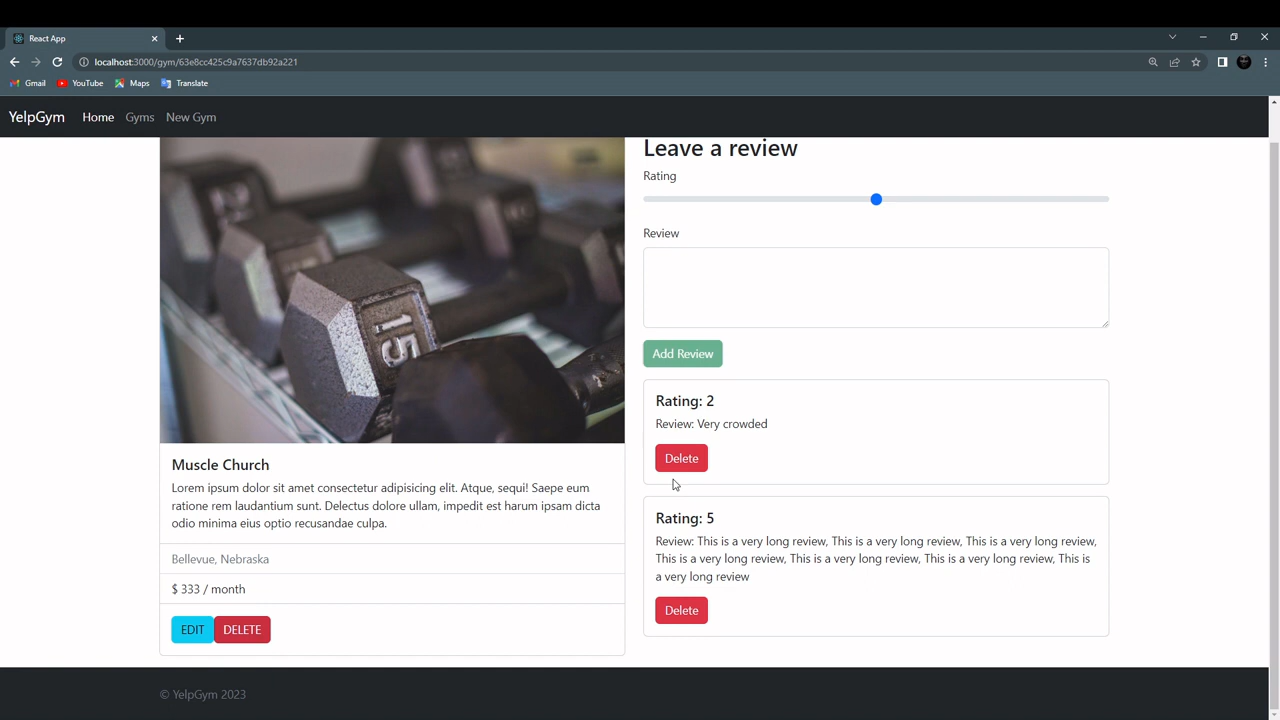 React App
localhost:3000/gym/63e8cc425c9a7637db92a221
Gmail
YouTube
Maps
Translate
YelpGym
Home
Gyms
New Gym
15
Muscle Church
Lorem ipsum dolor sit amet consectetur adipisicing elit. Atque, sequi! Saepe eum
ratione rem laudantium sunt. Delectus dolore ullam, impedit est harum ipsam dicta
odio minima eius optio recusandae culpa.
Bellevue, Nebraska
$ 333 / month
EDIT
DELETE
Leave a review
Rating
Review
Add Review
Rating: 2
Review: Very crowded
Delete
Rating: 5
Review: This is a very long review, This is a very long review, This is a very long review,
This is a very long review, This is a very long review, This is a very long review, This is
a very long review
Delete
© YelpGym 2023